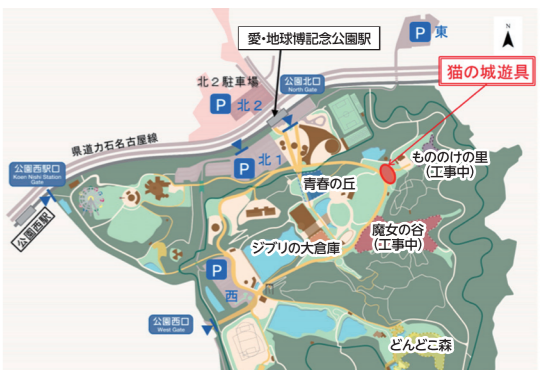 愛・地球博記念公園駅
P 東
N
猫の城遊具
北2駐車場
P 北2
公園北口
North Gate
県道力石名古屋線
公園西駅口
Koen Nishi Station
Gate
公園西駅
P 北1
もののけの里
(工事中)
青春の丘
魔女の谷
(工事中)
ジブリの大倉庫
P
西
公園西口
West Gate
どんどこ森